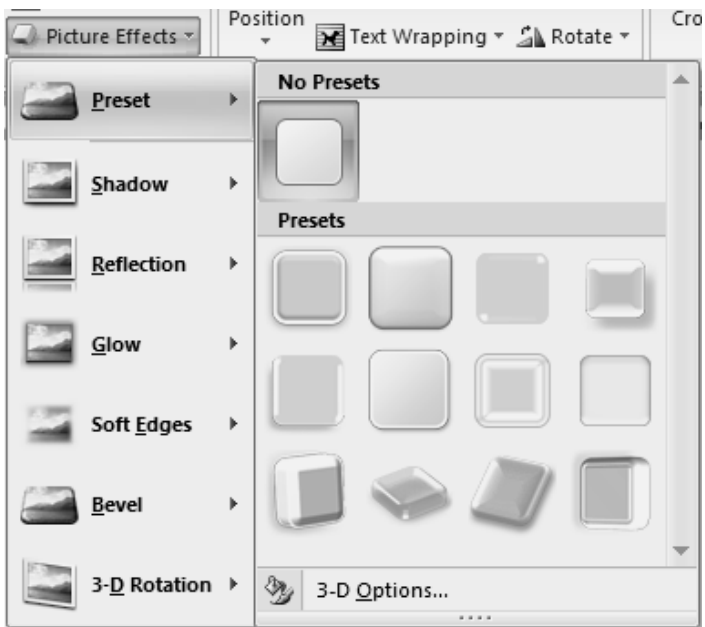 Picture Effects
Position
Text Wrapping
Rotate
Cro
Preset
Shadow
Reflection
Glow
Soft Edges
Bevel
3-D Rotation
No Presets
Presets
3-D Options...